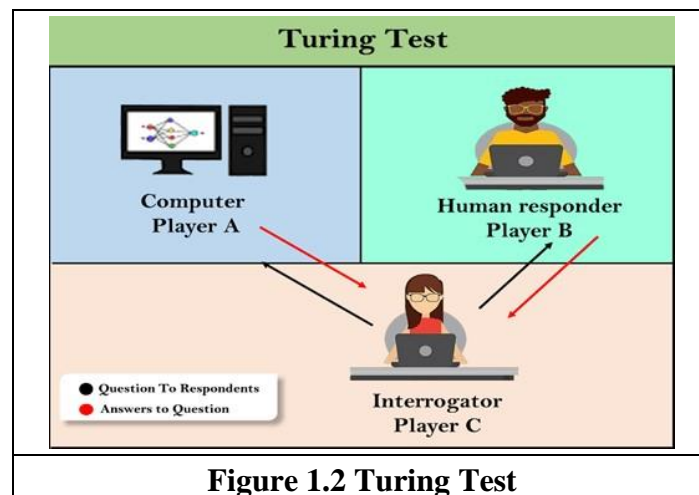 Turing Test
Computer
Player A
Human responder
Player B
Question To Respondents
Answers to Question
Interrogator
Player C
Figure 1.2 Turing Test